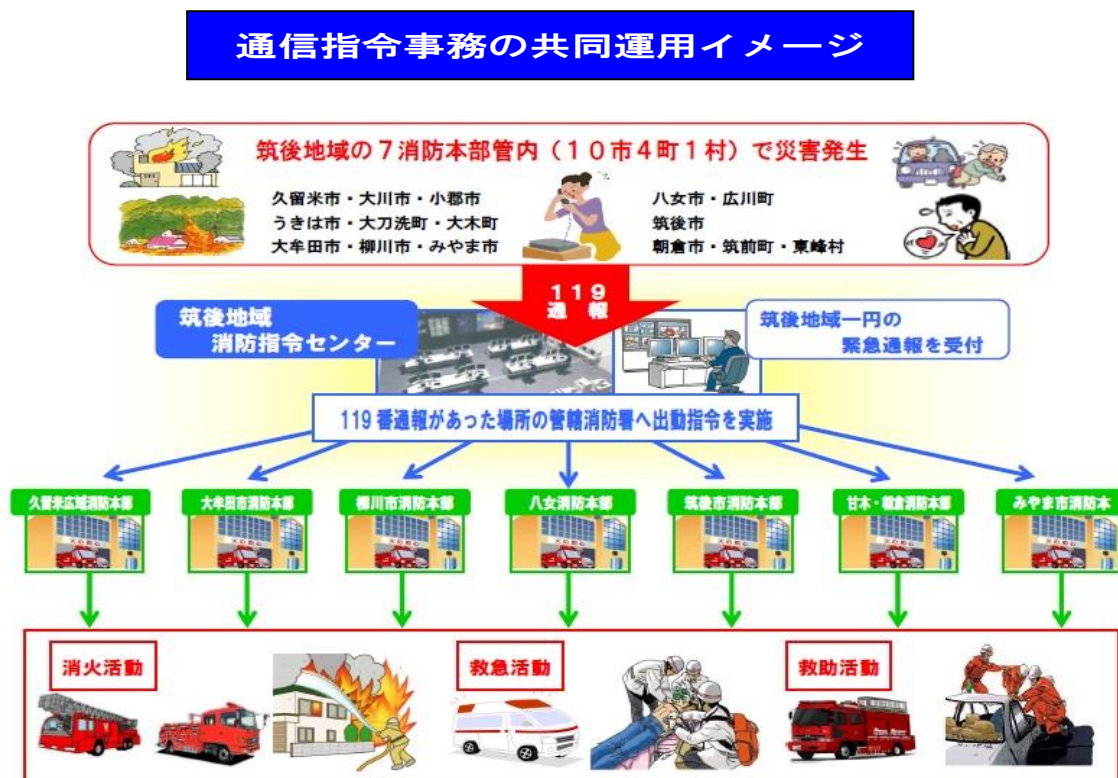 通信指令事務の共同運用イメージ
筑後地域の7消防本部管内(10市4町1村)で災害発生
久留米市・大川市・小郡市
うきは市・大刀洗町・大木町
大牟田市・柳川市・みやま市
八女市・広川町
筑後市
朝倉市・筑前町・東峰村
119
通報
筑後地域
消防指令センター
筑後地域一円の
緊急通報を受付
119番通報があった場所の管轄消防署へ出動指令を実施
久留米広域消防本部
大牟田市消防本部
柳川市消防本部
八女消防本部
筑後市消防本部
甘木・朝倉消防本部
みやま市消防本
消火活動
救急活動
救助活動